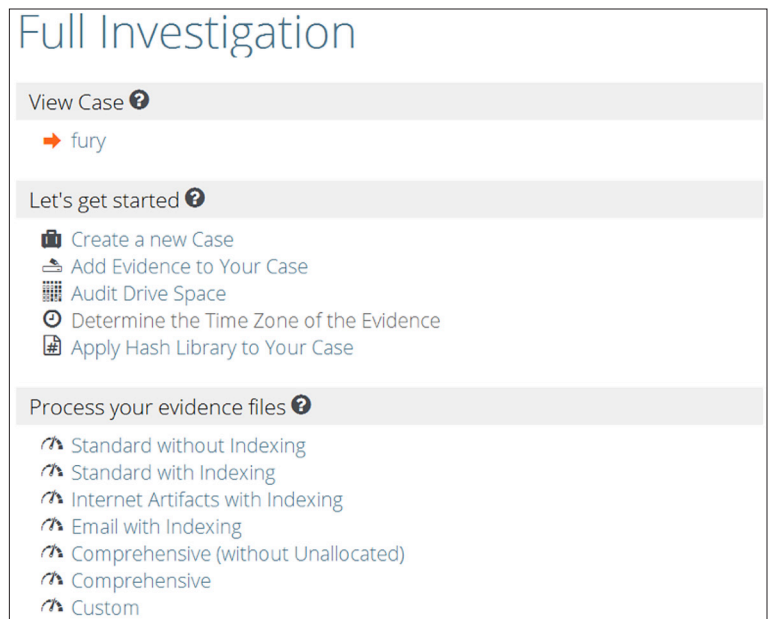 Full Investigation
View Case ?
fury
Let's get started ?
Create a new Case
Add Evidence to Your Case
Audit Drive Space
Determine the Time Zone of the Evidence
# Apply Hash Library to Your Case
Process your evidence files ?
Standard without Indexing
Standard with Indexing
Internet Artifacts with Indexing
Email with Indexing
Comprehensive (without Unallocated)
Comprehensive
Custom